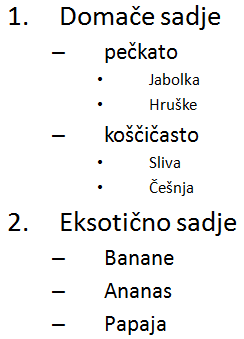 1. Domače sadje
– pečkato
• Jabolka
• Hruške
– koščičasto
• Sliva
• Češnja
2. Eksotično sadje
– Banane
– Ananas
– Papaja